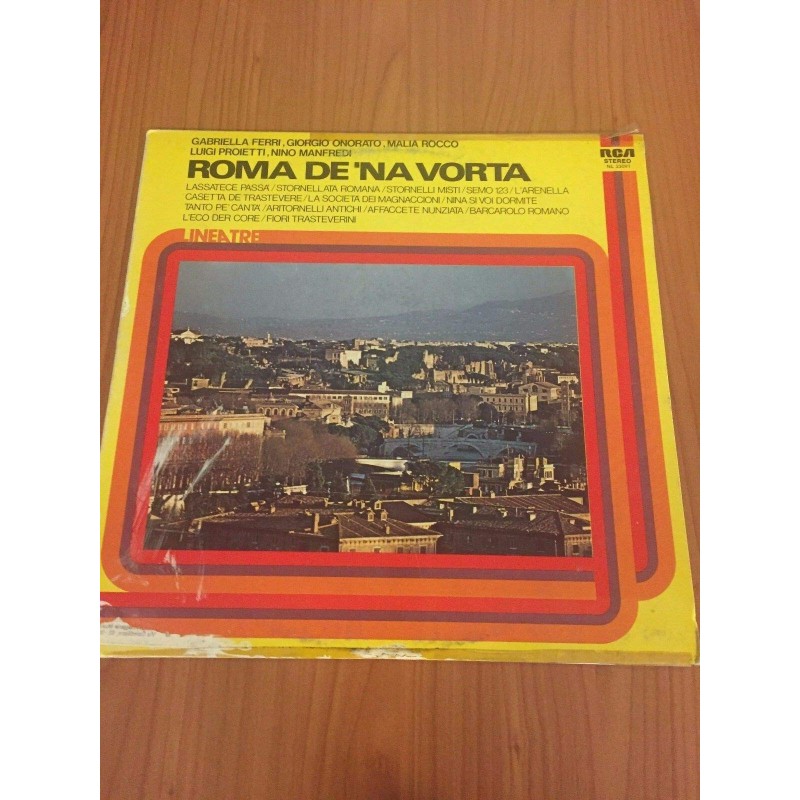 GABRIELLA FERRI, GIORGIO ONORATO, MALIA ROCCO
LUIGI PROIETTI, NINO MANFREDI
ROMA DE 'NA VORTA
LASSATECE PASSA'/STORNELLATA ROMANA/STORNELLI MISTI/SEMO 123/L'ARENELLA
CASETTA DE TRASTEVERE/LA SOCIETÀ DEI MAGNACCIONI/NINA SI VOI DORMITE
TANTO PE' CANTÀ/ARITORNELLI ANTICHI/AFFACCETE NUNZIATA/BARCAROLO ROMANO
L'ECO DER CORE/FIORI TRASTEVERINI
RCA
STEREO
LINEATRE